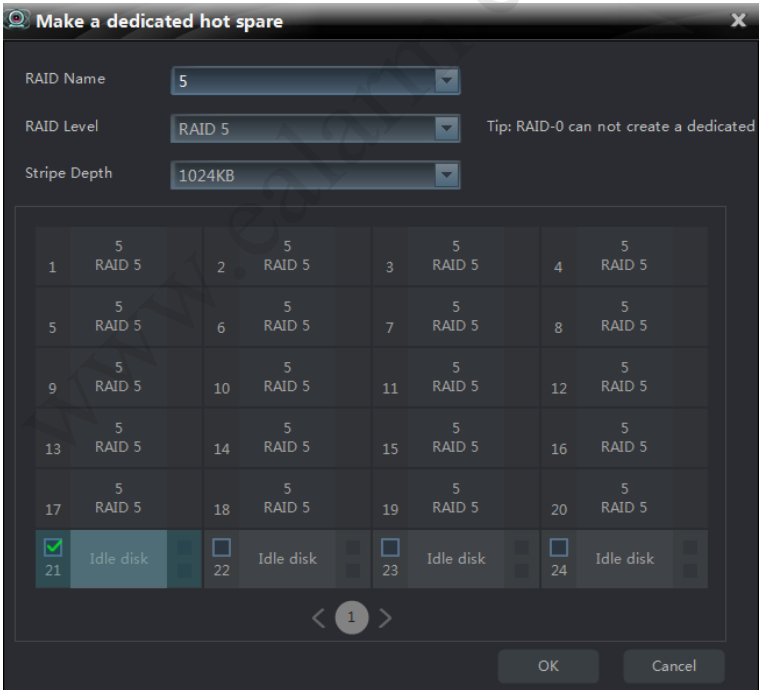 Make a dedicated hot spare
RAID Name
5
RAID Level
RAID 5
Tip: RAID-0 can not create a dedicated
Stripe Depth
1024KB
1
5
RAID 5
2
5
RAID 5
3
5
RAID 5
4
5
RAID 5
5
5
RAID 5
6
5
RAID 5
7
5
RAID 5
8
5
RAID 5
9
5
RAID 5
10
5
RAID 5
11
5
RAID 5
12
5
RAID 5
13
5
RAID 5
14
5
RAID 5
15
5
RAID 5
16
5
RAID 5
17
5
RAID 5
18
5
RAID 5
19
5
RAID 5
20
5
RAID 5
21
Idle disk
22
Idle disk
23
Idle disk
24
Idle disk
1
OK
Cancel
www.ealarm